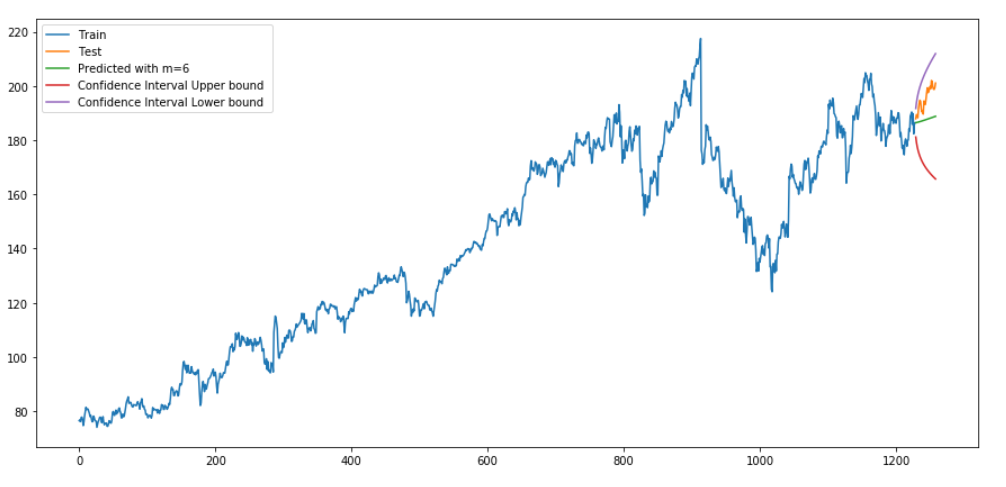 220
200
180
160
140
120
100
80
Train
Test
Predicted with m=6
Confidence Interval Upper bound
Confidence Interval Lower bound
0 200 400 600 800 1000 1200